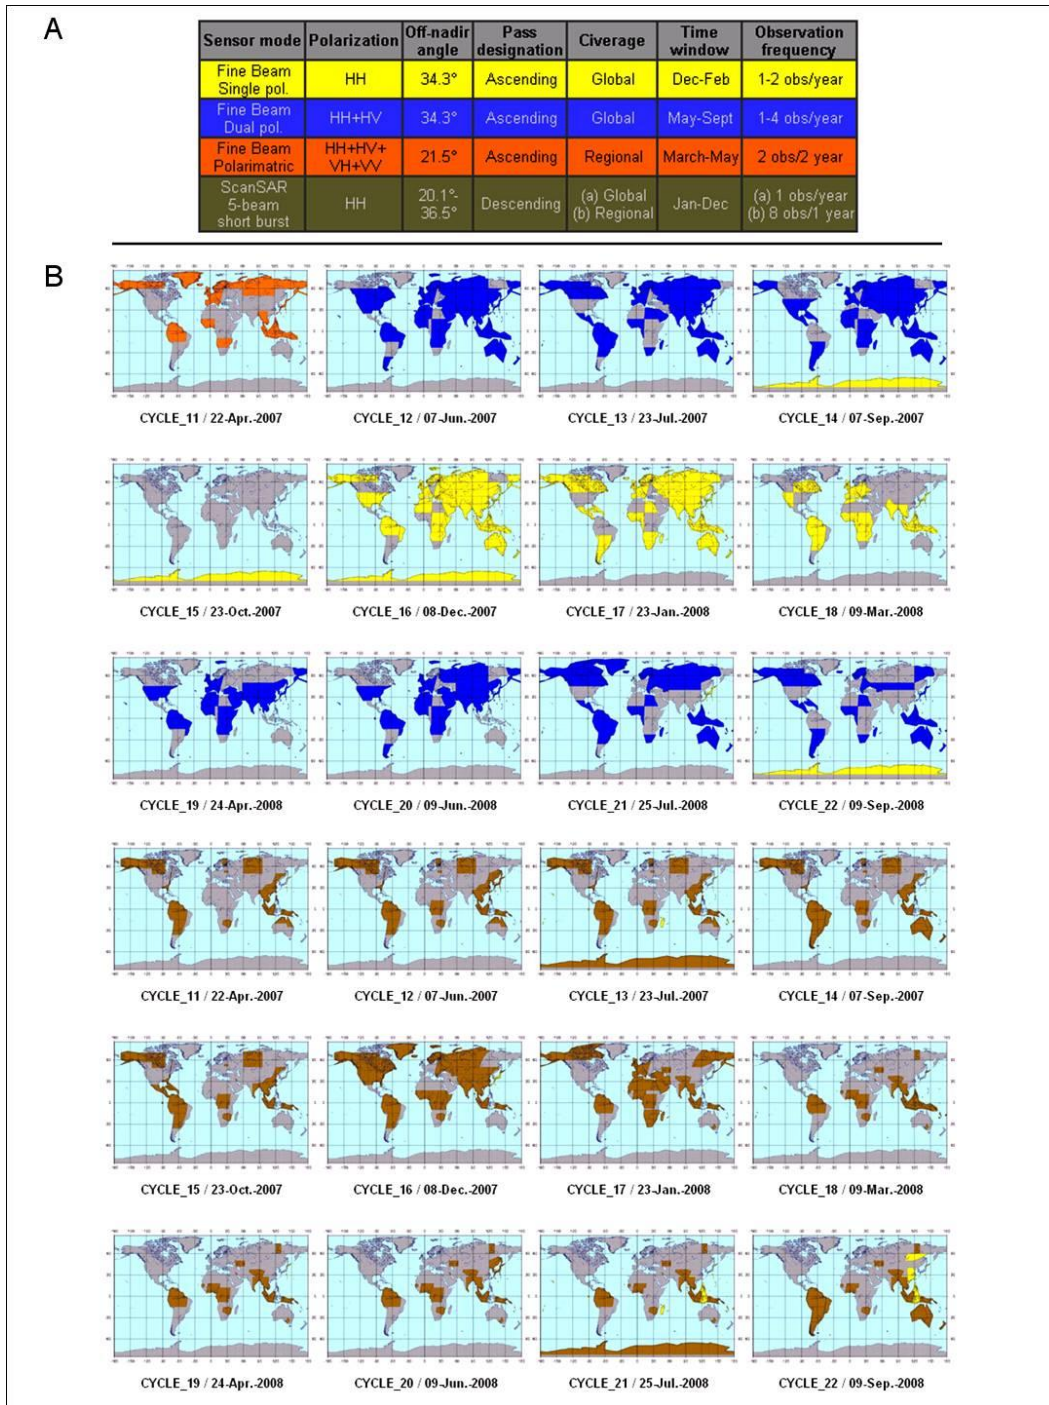 A
Sensor mode Polarization Off-nadir angle Pass designation Civerage Time window Observation frequency
Fine Beam Single pol. HH 34.3° Ascending Global Dec-Feb 1-2 obs/year
Fine Beam Dual pol. HH+HV 34.3° Ascending Global May-Sept 1-4 obs/year
Fine Beam Polarimatric HH+HV+ VH+VV 21.5° Ascending Regional March-May 2 obs/2 year
ScanSAR 5-beam short burst HH 20.1°- 36.5° Descending (a) Global (b) Regional Jan-Dec (a) 1 obs/year (b) 8 obs/1 year
B
CYCLE_11 / 22-Apr.-2007 CYCLE_12 / 07-Jun.-2007 CYCLE_13 / 23-Jul.-2007 CYCLE_14 / 07-Sep.-2007
CYCLE_15 / 23-Oct.-2007 CYCLE_16 / 08-Dec.-2007 CYCLE_17 / 23-Jan.-2008 CYCLE_18 / 09-Mar.-2008
CYCLE_19 / 24-Apr.-2008 CYCLE_20 / 09-Jun.-2008 CYCLE_21 / 25-Jul.-2008 CYCLE_22 / 09-Sep.-2008
CYCLE_11 / 22-Apr.-2007 CYCLE_12 / 07-Jun.-2007 CYCLE_13 / 23-Jul.-2007 CYCLE_14 / 07-Sep.-2007
CYCLE_15 / 23-Oct.-2007 CYCLE_16 / 08-Dec.-2007 CYCLE_17 / 23-Jan.-2008 CYCLE_18 / 09-Mar.-2008
CYCLE_19 / 24-Apr.-2008 CYCLE_20 / 09-Jun.-2008 CYCLE_21 / 25-Jul.-2008 CYCLE_22 / 09-Sep.-2008